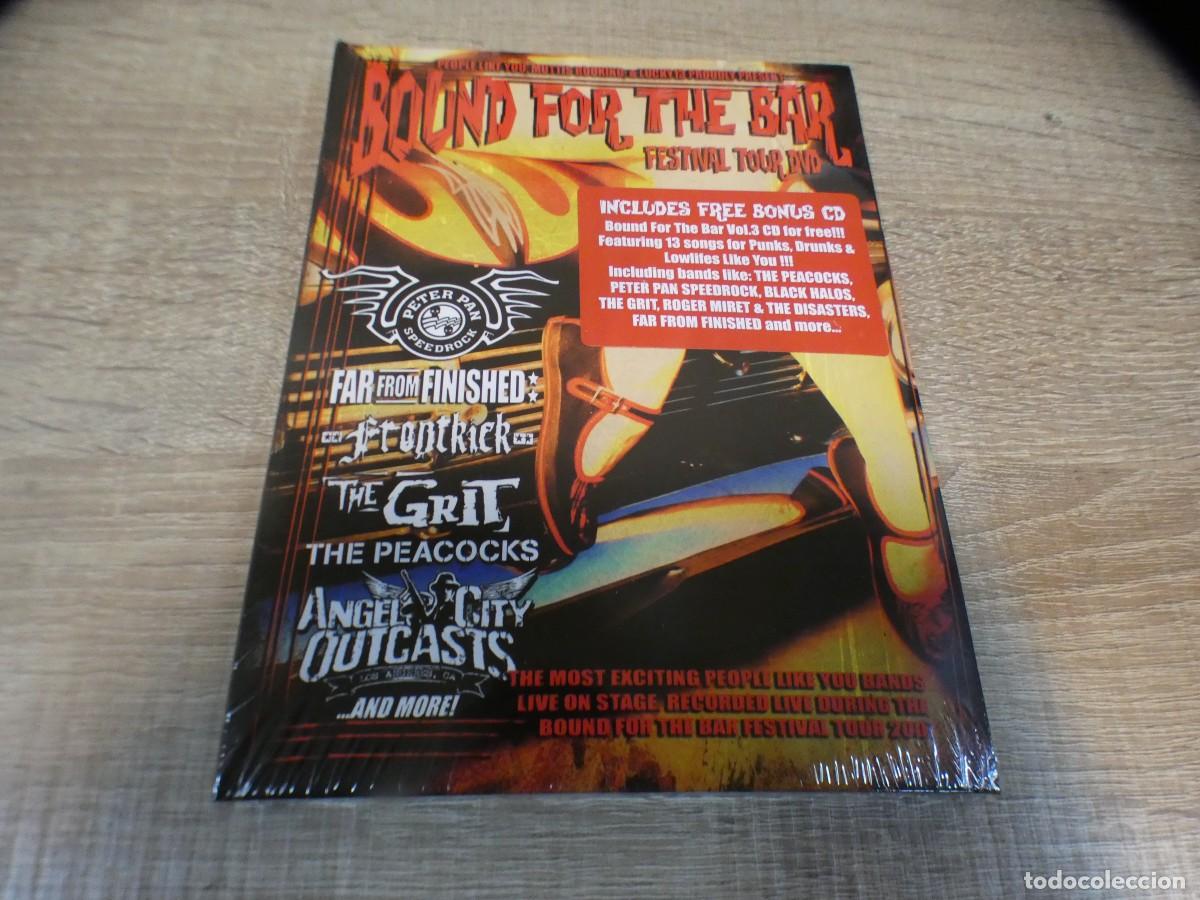 PEOPLE LIKE YOU, MUTTIS BOOKING & LUCKY13 PROUDLY PRESENT
BOUND FOR THE BAR
FESTIVAL TOUR DVD
INCLUDES FREE BONUS CD
Bound For The Bar Vol.3 CD for free!!!
Featuring 13 songs for Punks, Drunks &
Lowlifes Like You !!!
Including bands like: THE PEACOCKS,
PETER PAN SPEEDROCK, BLACK HALOS,
THE GRIT, ROGER MIRET & THE DISASTERS,
FAR FROM FINISHED and more...
PETER PAN
SPEEDROCK
FAR FROM FINISHED
Frontkick
THE GRIT
THE PEACOCKS
ANGEL CITY
OUTCASTS
LOS ANGELES, CA
...AND MORE!
THE MOST EXCITING PEOPLE LIKE YOU BANDS
LIVE ON STAGE, RECORDED LIVE DURING THE
BOUND FOR THE BAR FESTIVAL TOUR
todocoleccion